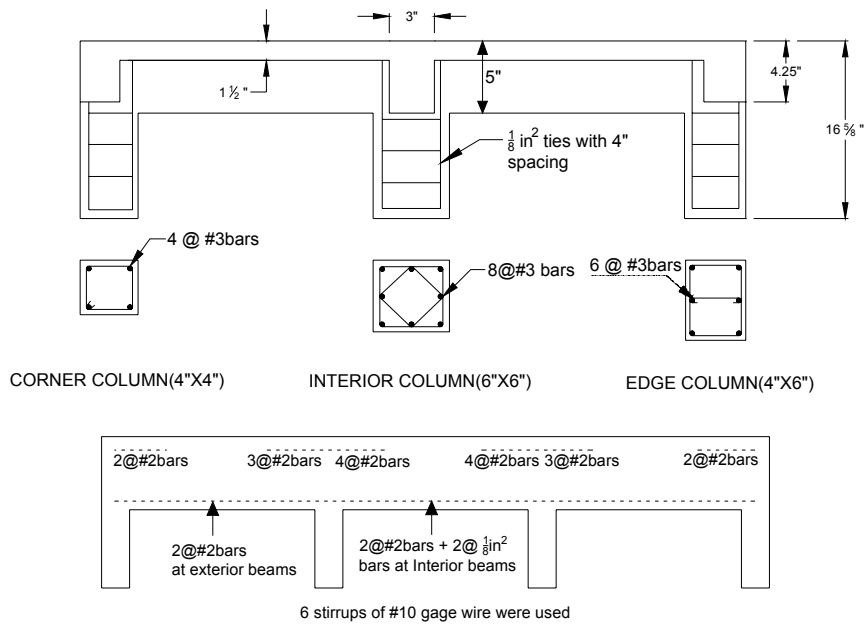 3"
1 ½ "
5"
4.25"
16 ⅝ "
⅛ in² ties with 4"
spacing
4 @ #3bars
8@#3 bars
6 @ #3bars
CORNER COLUMN(4"X4")
INTERIOR COLUMN(6"X6")
EDGE COLUMN(4"X6")
2@#2bars
3@#2bars
4@#2bars
4@#2bars
3@#2bars
2@#2bars
2@#2bars
at exterior beams
2@#2bars + 2@ ⅛in²
bars at Interior beams
6 stirrups of #10 gage wire were used